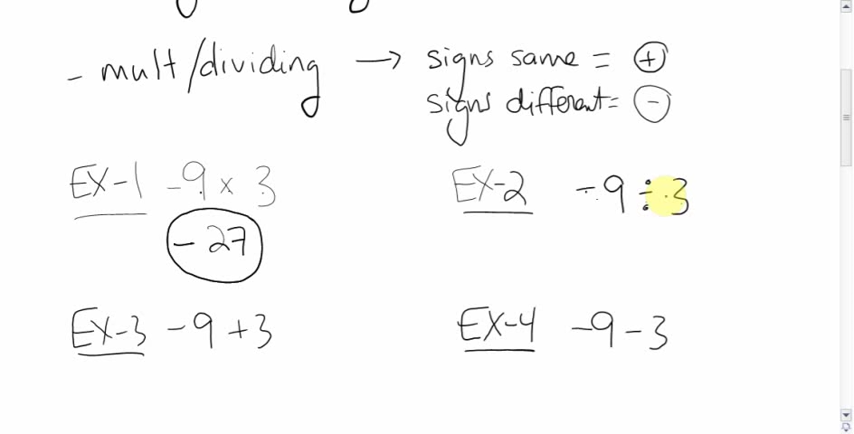 - mult/dividing → signs same = ⊕
signs different = ⊖
EX-1 -9 × 3
-27
EX-2 -9 ÷ 3
EX-3 -9 + 3
EX-4 -9 - 3